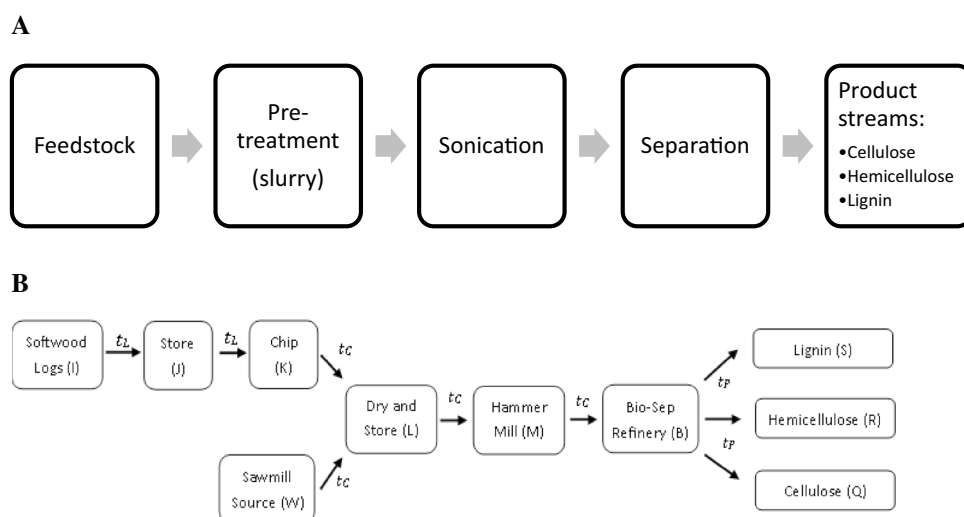 A
Feedstock
Pre-
treatment
(slurry)
Sonication
Separation
Product
streams:
•Cellulose
•Hemicellulose
•Lignin
B
Softwood
Logs (I)
t_L
Store
(J)
t_L
Chip
(K)
t_C
Sawmill
Source (W)
t_C
Dry and
Store (L)
t_C
Hammer
Mill (M)
t_C
Bio-Sep
Refinery (B)
t_P
t_P
Lignin (S)
Hemicellulose (R)
Cellulose (Q)